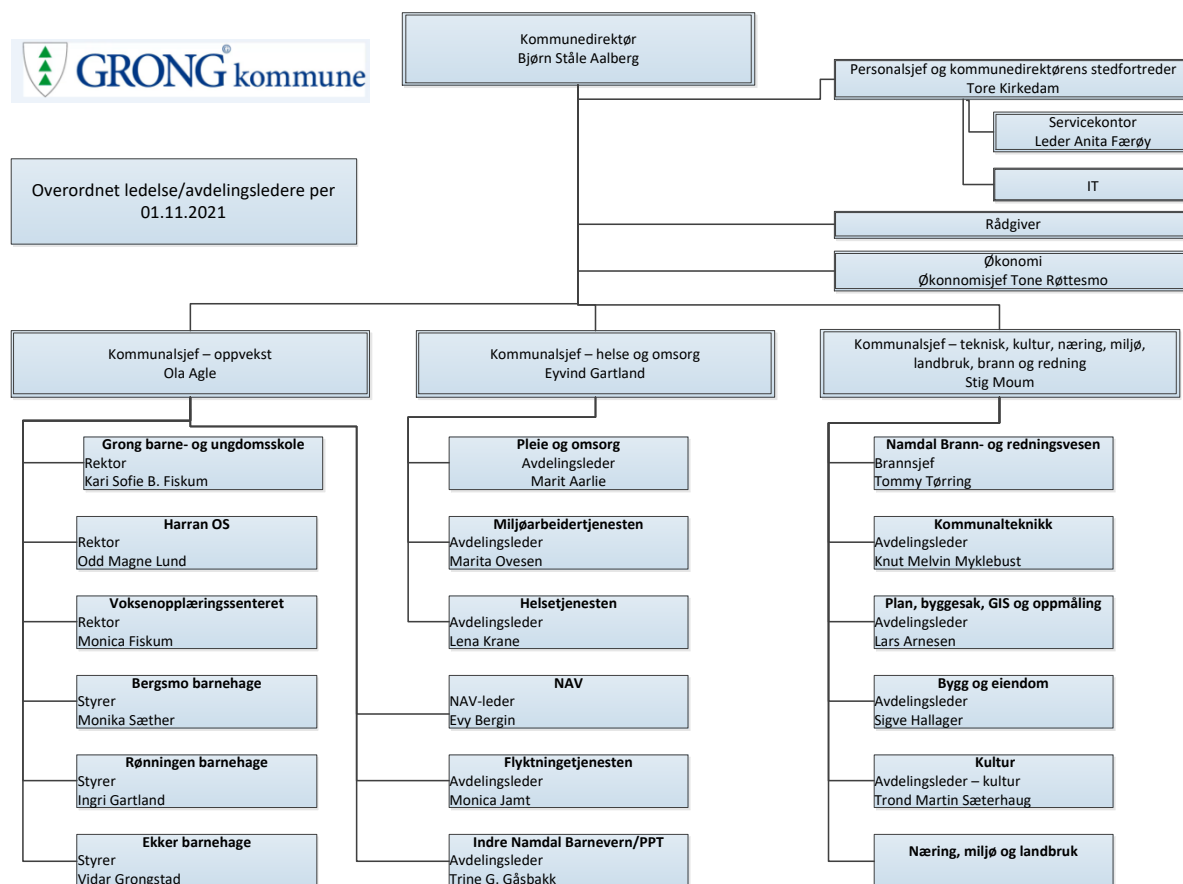 Kommunedirektør
Bjørn Ståle Aalberg
GRONG© kommune
Personalsjef og kommunedirektørens stedfortreder
Tore Kirkedam
Servicekontor
Leder Anita Færøy
IT
Overordnet ledelse/avdelingsledere per
01.11.2021
Rådgiver
Økonomi
Økonnomisjef Tone Røttesmo
Kommunalsjef – oppvekst
Ola Agle
Kommunalsjef – helse og omsorg
Eyvind Gartland
Kommunalsjef – teknisk, kultur, næring, miljø,
landbruk, brann og redning
Stig Moum
Grong barne- og ungdomsskole
Rektor
Kari Sofie B. Fiskum
Harran OS
Rektor
Odd Magne Lund
Voksenopplæringssenteret
Rektor
Monica Fiskum
Bergsmo barnehage
Styrer
Monika Sæther
Rønningen barnehage
Styrer
Ingri Gartland
Ekker barnehage
Styrer
Vidar Grongstad
Pleie og omsorg
Avdelingsleder
Marit Aarlie
Miljøarbeidertjenesten
Avdelingsleder
Marita Ovesen
Helsetjenesten
Avdelingsleder
Lena Krane
NAV
NAV-leder
Evy Bergin
Flyktningetjenesten
Avdelingsleder
Monica Jamt
Indre Namdal Barnevern/PPT
Avdelingsleder
Trine G. Gåsbakk
Namdal Brann- og redningsvesen
Brannsjef
Tommy Tørring
Kommunalteknikk
Avdelingsleder
Knut Melvin Myklebust
Plan, byggesak, GIS og oppmåling
Avdelingsleder
Lars Arnesen
Bygg og eiendom
Avdelingsleder
Sigve Hallager
Kultur
Avdelingsleder – kultur
Trond Martin Sæterhaug
Næring, miljø og landbruk